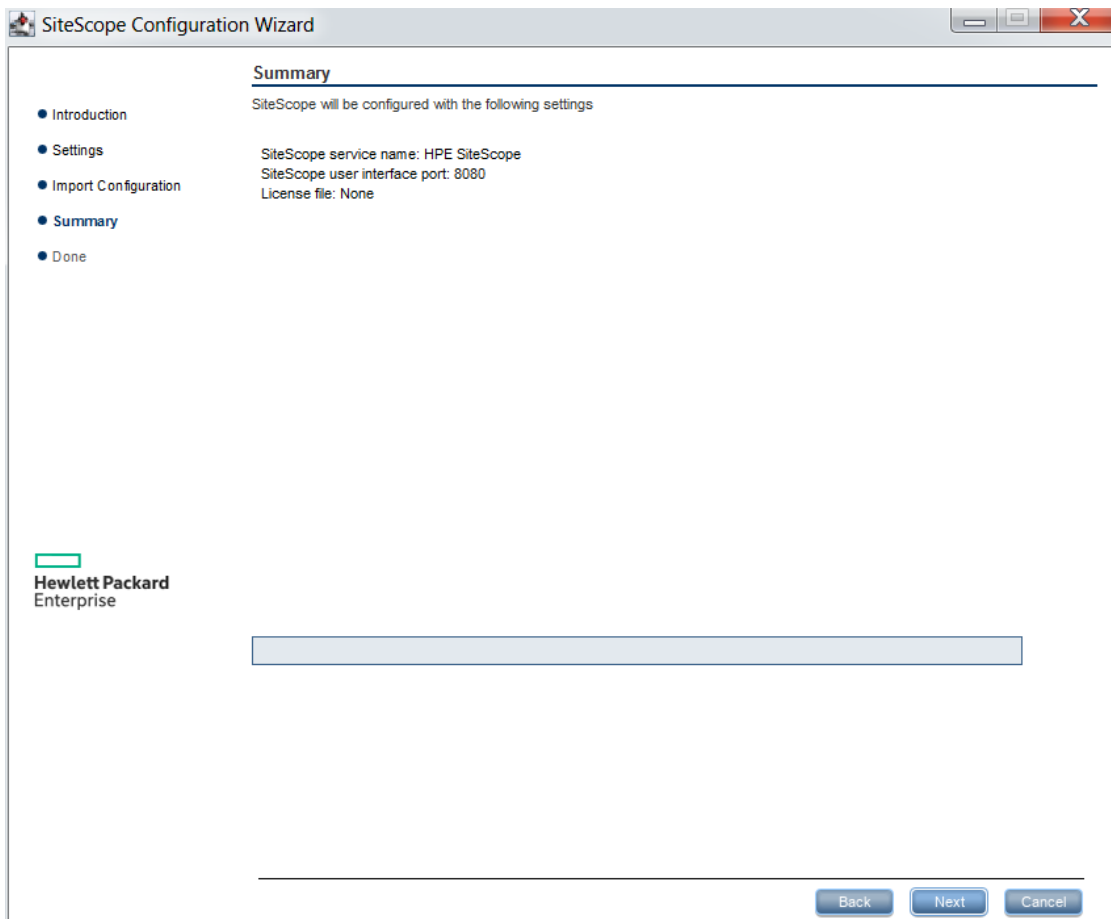 SiteScope Configuration Wizard
Summary
SiteScope will be configured with the following settings
Introduction
Settings
Import Configuration
Summary
Done
SiteScope service name: HPE SiteScope
SiteScope user interface port: 8080
License file: None
Hewlett Packard
Enterprise
Back Next Cancel